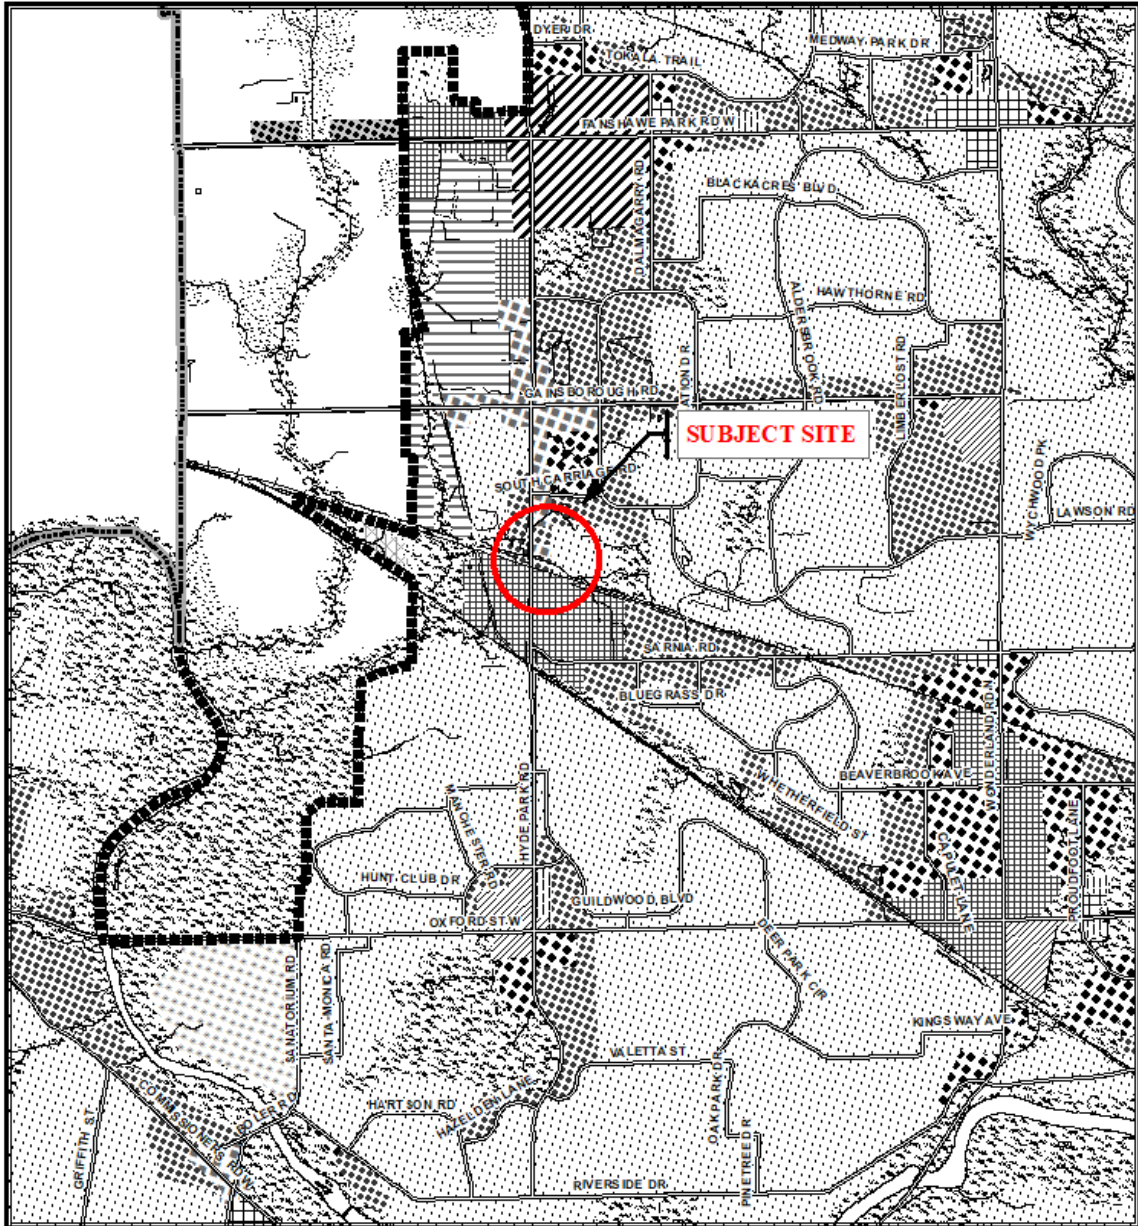 DYER DR
MEDWAY PARK DR
TOKALA TRAIL
FANSHAWE PARK RD W
DALMAGARRY RD
BLACKACRES BLVD
HAWTHORNE RD
ALDERSBROOK RD
LIMBERLOST RD
GAINSBOROUGH RD
ATION DR
SUBJECT SITE
SOUTH CARRIAGE RD
WYCHWOOD PK
LAWSON RD
SARNIA RD
BLUEGRASS DR
WONDERLAND RD N
BEAVERBROOK AVE
WHETHERFIELD ST
HYDE PARK RD
MANCHESTER RD
CAPULET LANE
PROUDFOOT LANE
HUNT CLUB DR
GUILDWOOD BLVD
OXFORD ST W
DEER PARK CIR
SANATORIUM RD
SANTA MONICA RD
KINGSWAY AVE
VALETTA ST
OAK PARK DR
HARTSON RD
HAZELDEN LANE
BOLER RD
COMMISSIONERS RD W
GRIFFITH ST
PINETREE DR
RIVERSIDE DR